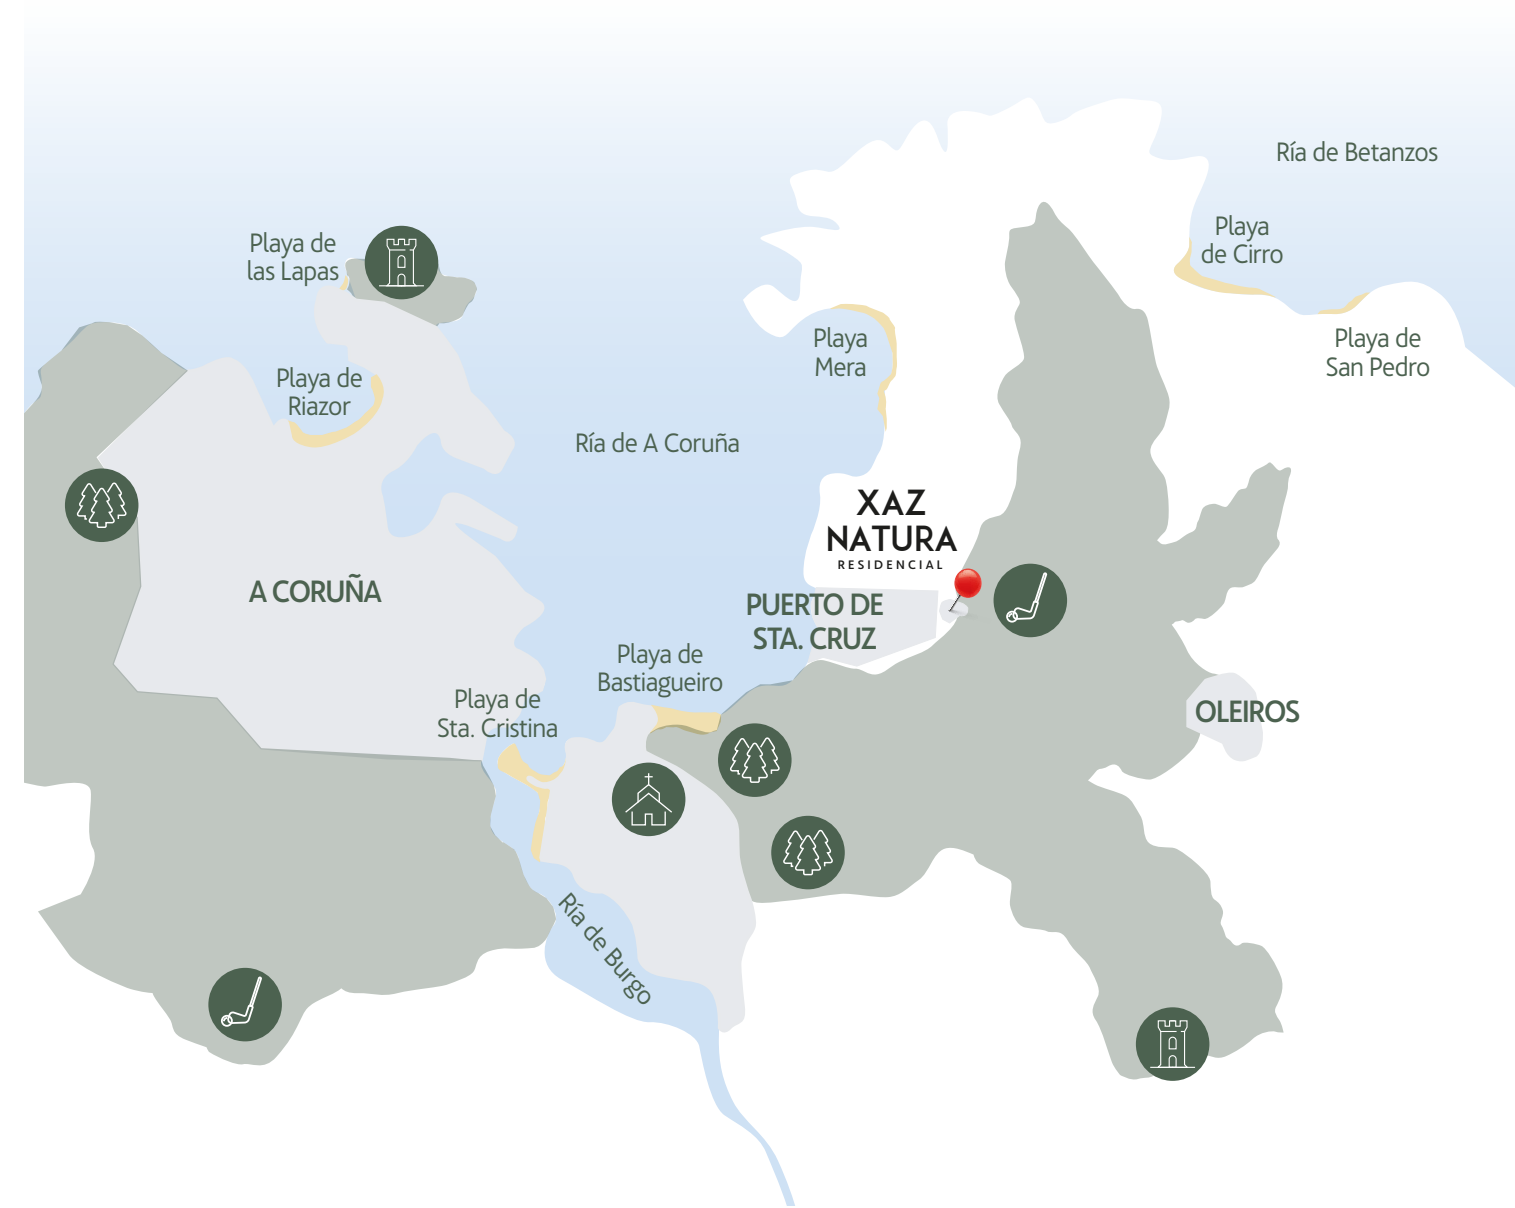 Ría de Betanzos
Playa
de Cirro
Playa de
las Lapas
Playa
Mera
Playa de
San Pedro
Playa de
Riazor
Ría de A Coruña
XAZ
NATURA
RESIDENCIAL
A CORUÑA
PUERTO DE
STA. CRUZ
Playa de
Bastiagueiro
Playa de
Sta. Cristina
OLEIROS
Ría de Burgo